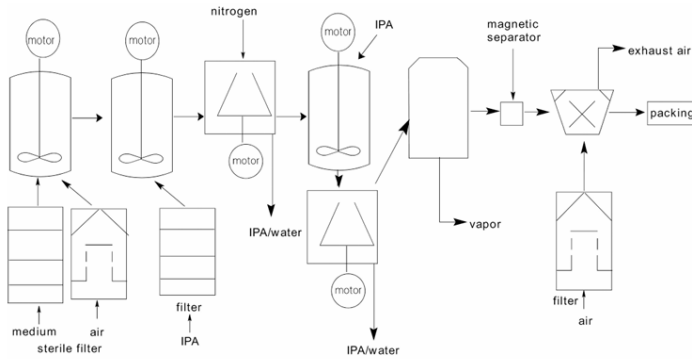 nitrogen
IPA
motor
motor
motor
magnetic
separator
exhaust air
packing
motor
IPA/water
vapor
motor
filter
medium
air
sterile filter
IPA
filter
air
IPA/water